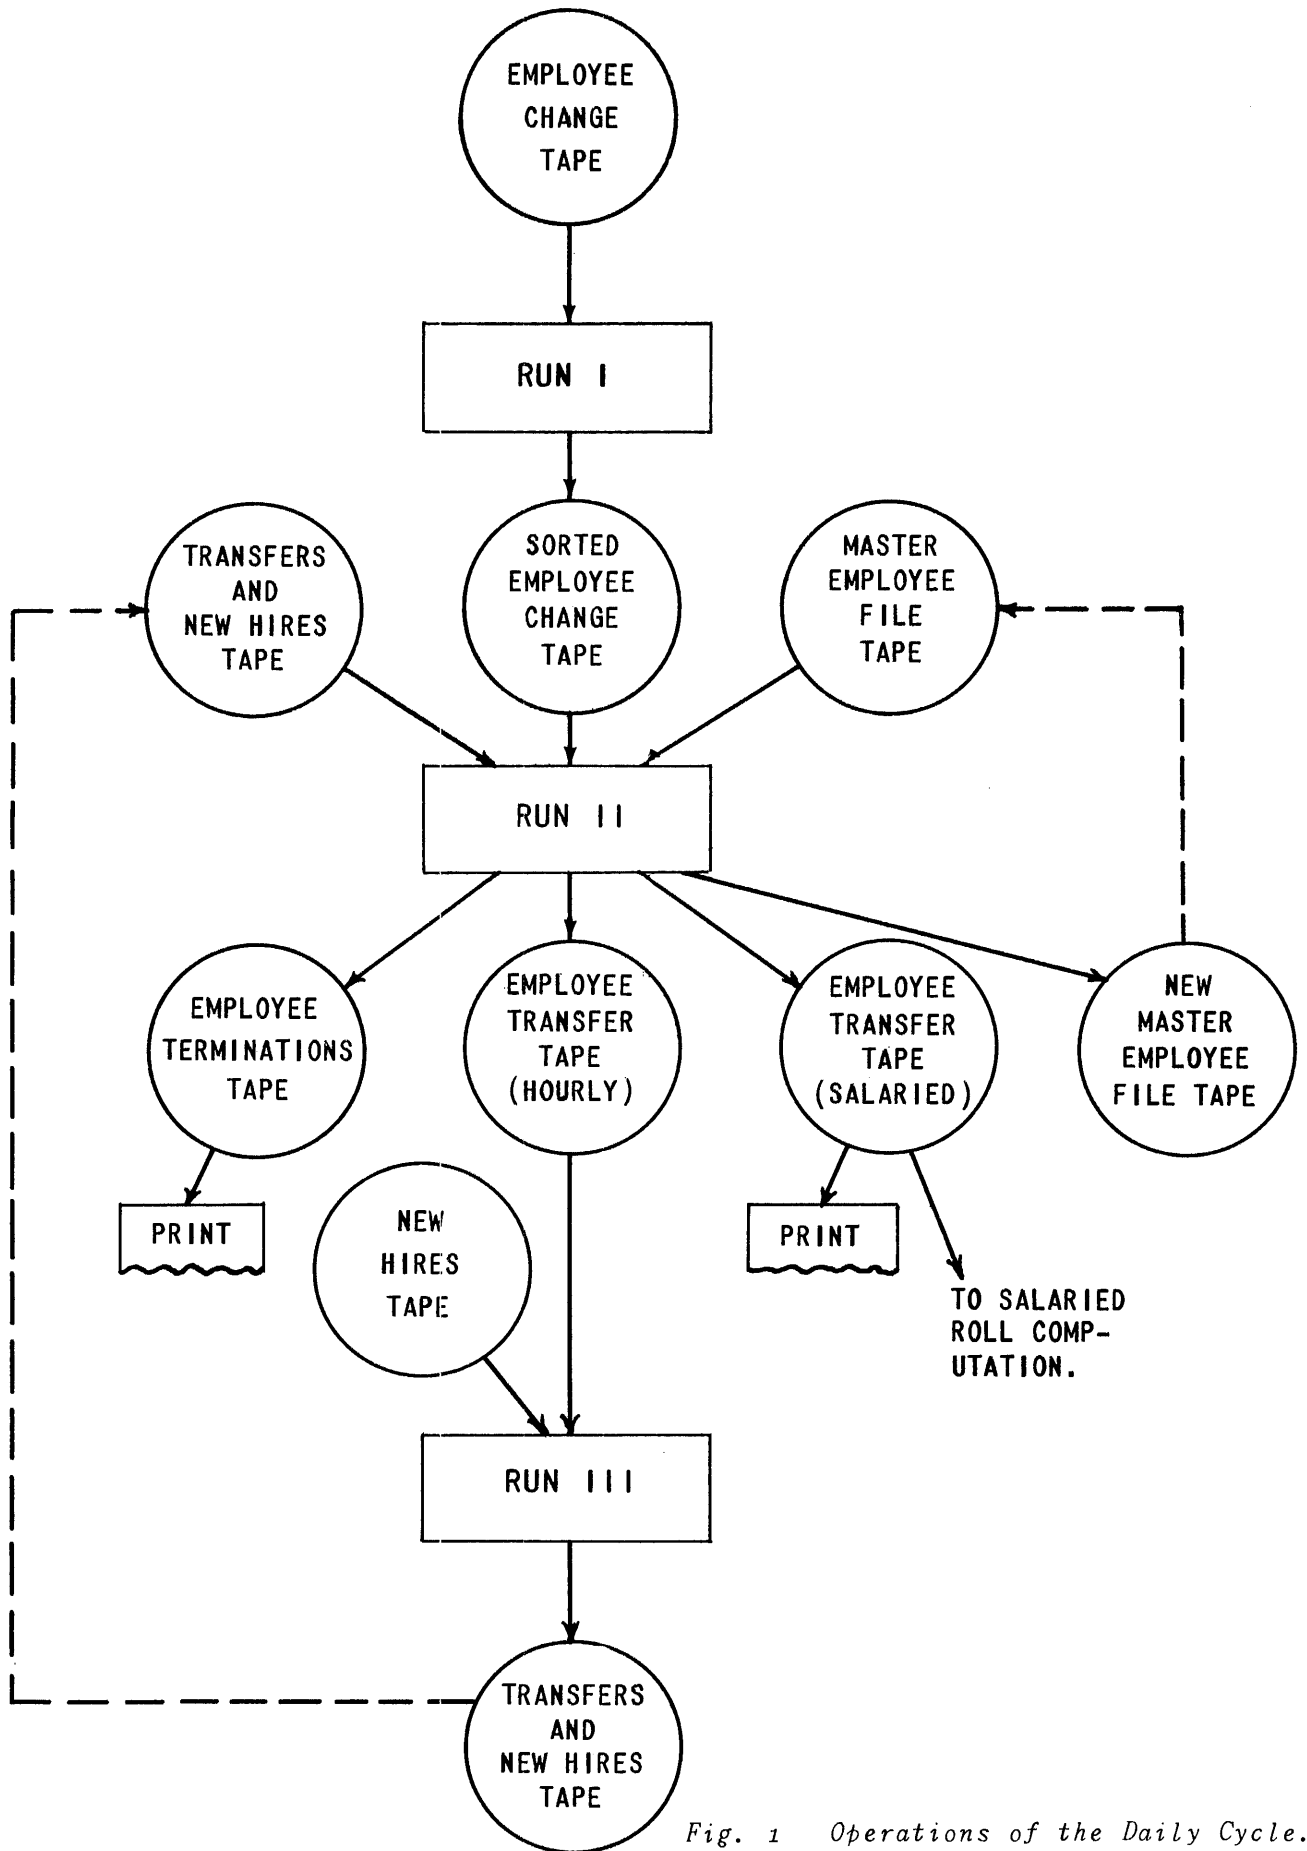 EMPLOYEE
CHANGE
TAPE
RUN I
TRANSFERS
AND
NEW HIRES
TAPE
SORTED
EMPLOYEE
CHANGE
TAPE
MASTER
EMPLOYEE
FILE
TAPE
RUN II
EMPLOYEE
TERMINATIONS
TAPE
EMPLOYEE
TRANSFER
TAPE
(HOURLY)
EMPLOYEE
TRANSFER
TAPE
(SALARIED)
NEW
MASTER
EMPLOYEE
FILE TAPE
PRINT
NEW
HIRES
TAPE
PRINT
TO SALARIED
ROLL COMP-
UTATION.
RUN III
TRANSFERS
AND
NEW HIRES
TAPE
Fig. 1 Operations of the Daily Cycle.